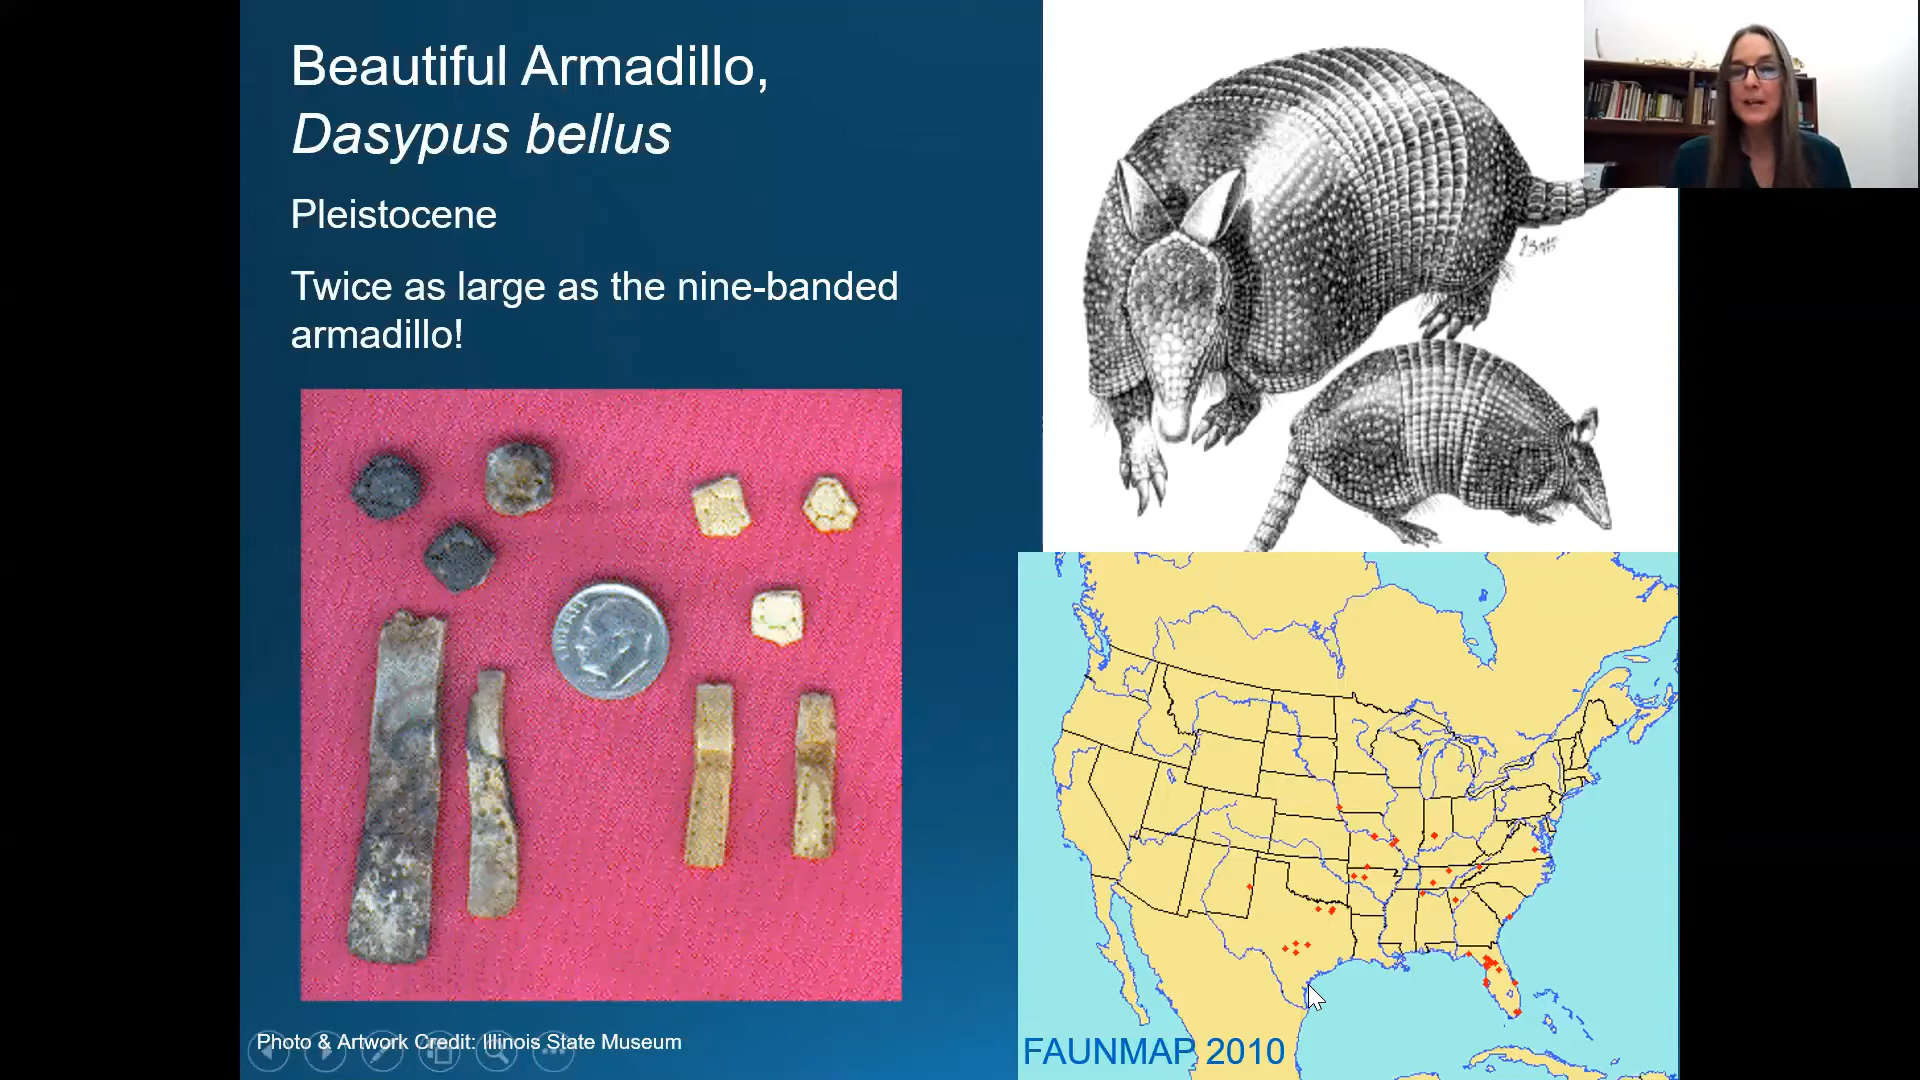 Beautiful Armadillo,
Dasypus bellus
Pleistocene
Twice as large as the nine-banded
armadillo!
LIBERTY
Photo & Artwork Credit: Illinois State Museum
FAUNMAP 2010